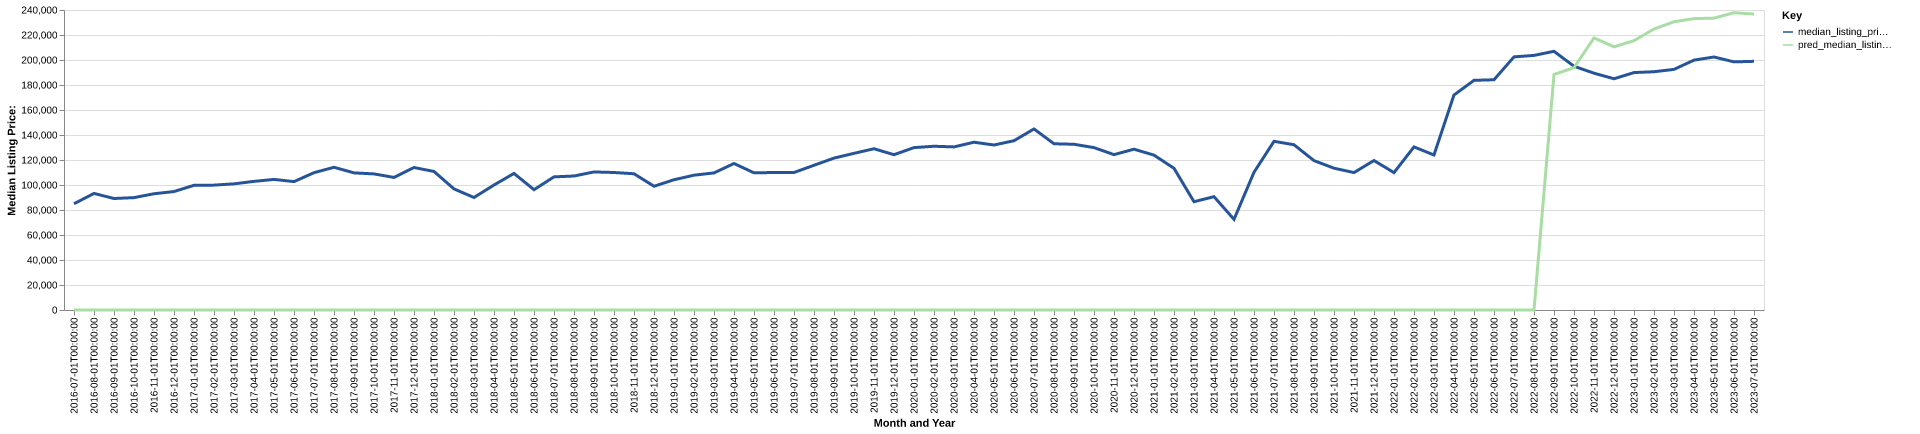 240,000
220,000
200,000
180,000
160,000
140,000
120,000
100,000
80,000
60,000
40,000
20,000
0
Median Listing Price:
2016-07-01T00:00:00
2016-08-01T00:00:00
2016-09-01T00:00:00
2016-10-01T00:00:00
2016-11-01T00:00:00
2016-12-01T00:00:00
2017-01-01T00:00:00
2017-02-01T00:00:00
2017-03-01T00:00:00
2017-04-01T00:00:00
2017-05-01T00:00:00
2017-06-01T00:00:00
2017-07-01T00:00:00
2017-08-01T00:00:00
2017-09-01T00:00:00
2017-10-01T00:00:00
2017-11-01T00:00:00
2017-12-01T00:00:00
2018-01-01T00:00:00
2018-02-01T00:00:00
2018-03-01T00:00:00
2018-04-01T00:00:00
2018-05-01T00:00:00
2018-06-01T00:00:00
2018-07-01T00:00:00
2018-08-01T00:00:00
2018-09-01T00:00:00
2018-10-01T00:00:00
2018-11-01T00:00:00
2018-12-01T00:00:00
2019-01-01T00:00:00
2019-02-01T00:00:00
2019-03-01T00:00:00
2019-04-01T00:00:00
2019-05-01T00:00:00
2019-06-01T00:00:00
2019-07-01T00:00:00
2019-08-01T00:00:00
2019-09-01T00:00:00
2019-10-01T00:00:00
2019-11-01T00:00:00
2019-12-01T00:00:00
2020-01-01T00:00:00
2020-02-01T00:00:00
2020-03-01T00:00:00
2020-04-01T00:00:00
2020-05-01T00:00:00
2020-06-01T00:00:00
2020-07-01T00:00:00
2020-08-01T00:00:00
2020-09-01T00:00:00
2020-10-01T00:00:00
2020-11-01T00:00:00
2020-12-01T00:00:00
2021-01-01T00:00:00
2021-02-01T00:00:00
2021-03-01T00:00:00
2021-04-01T00:00:00
2021-05-01T00:00:00
2021-06-01T00:00:00
2021-07-01T00:00:00
2021-08-01T00:00:00
2021-09-01T00:00:00
2021-10-01T00:00:00
2021-11-01T00:00:00
2021-12-01T00:00:00
2022-01-01T00:00:00
2022-02-01T00:00:00
2022-03-01T00:00:00
2022-04-01T00:00:00
2022-05-01T00:00:00
2022-06-01T00:00:00
2022-07-01T00:00:00
2022-08-01T00:00:00
2022-09-01T00:00:00
2022-10-01T00:00:00
2022-11-01T00:00:00
2022-12-01T00:00:00
2023-01-01T00:00:00
2023-02-01T00:00:00
2023-03-01T00:00:00
2023-04-01T00:00:00
2023-05-01T00:00:00
2023-06-01T00:00:00
2023-07-01T00:00:00
Month and Year
Key
median_listing_pri…
pred_median_listin…